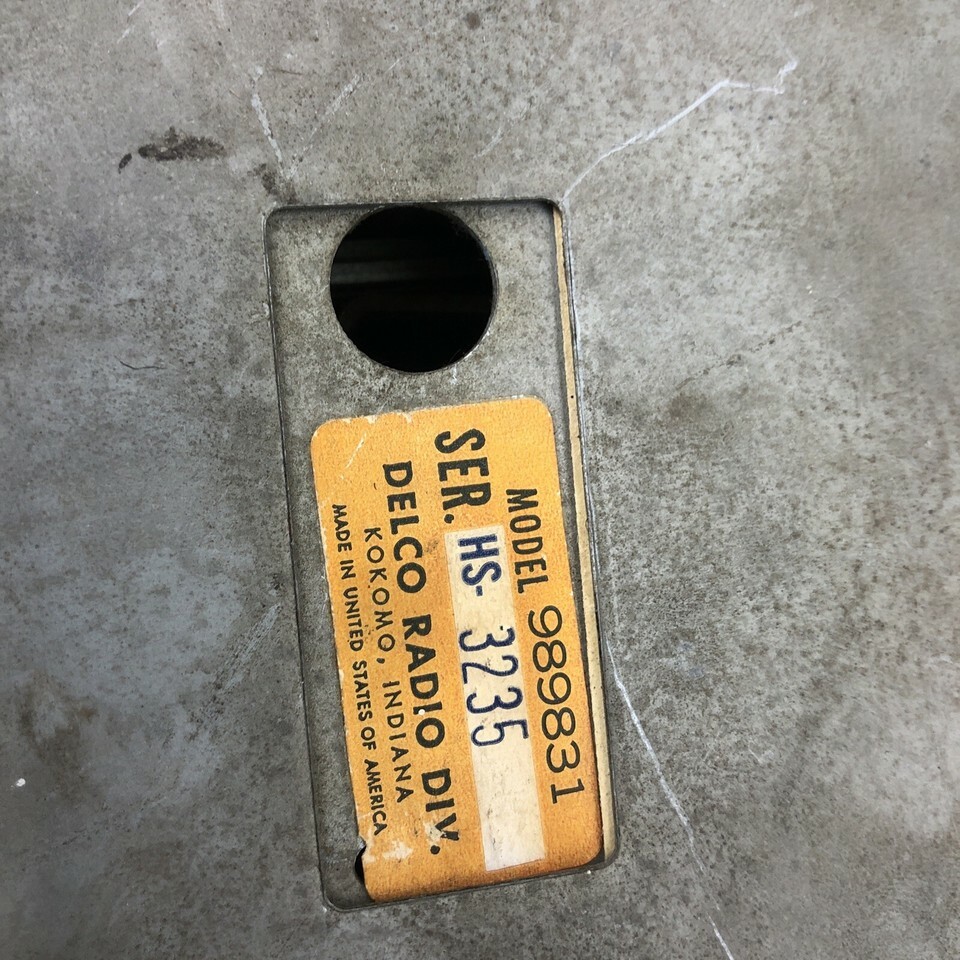 MODEL 989831
SER. HS- 3235
DELCO RADIO DIV.
KOKOMO, INDIANA
MADE IN UNITED STATES OF AMERICA